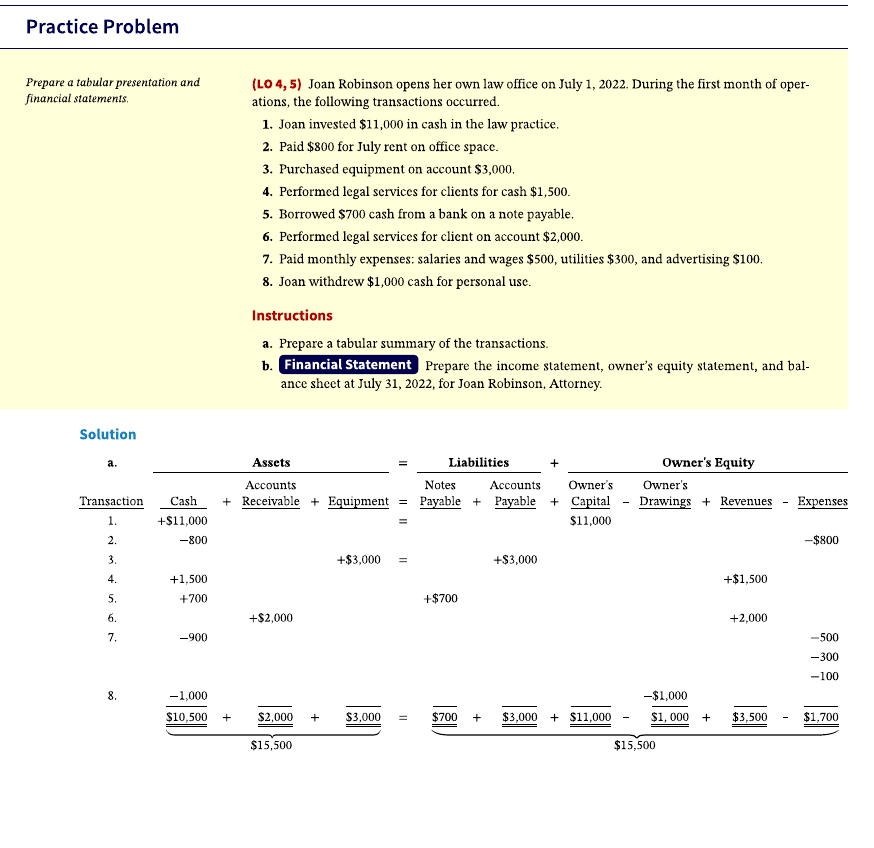 Practice Problem
Prepare a tabular presentation and
financial statements.
(LO 4, 5) Joan Robinson opens her own law office on July 1, 2022. During the first month of oper-
ations, the following transactions occurred.
1. Joan invested $11,000 in cash in the law practice.
2. Paid $800 for July rent on office space.
3. Purchased equipment on account $3,000.
4. Performed legal services for clients for cash $1,500.
5. Borrowed $700 cash from a bank on a note payable.
6. Performed legal services for client on account $2,000.
7. Paid monthly expenses: salaries and wages $500, utilities $300, and advertising $100.
8. Joan withdrew $1,000 cash for personal use.
Instructions
a. Prepare a tabular summary of the transactions.
b. Financial Statement Prepare the income statement, owner's equity statement, and bal-
ance sheet at July 31, 2022, for Joan Robinson, Attorney.
Solution
a. Assets = Liabilities + Owner's Equity
Accounts Notes Accounts Owner's Owner's
Transaction Cash + Receivable + Equipment = Payable + Payable + Capital – Drawings + Revenues – Expenses
1. +$11,000 = $11,000
2. −800 −$800
3. +$3,000 = +$3,000
4. +1,500 +$1,500
5. +700 +$700
6. +$2,000 +2,000
7. −900 −500
−300
−100
8. −1,000 −$1,000
$10,500 + $2,000 + $3,000 = $700 + $3,000 + $11,000 – $1,000 + $3,500 – $1,700
$15,500 $15,500